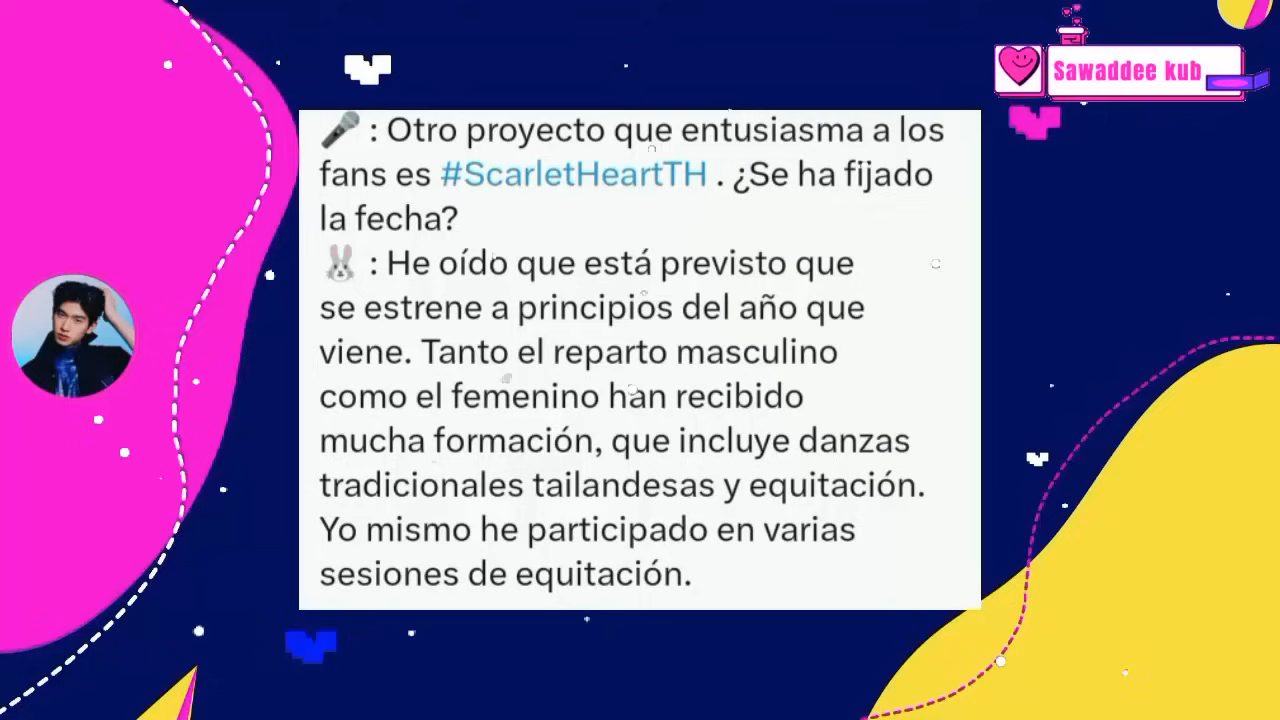 Sawaddee kub
🎤 : Otro proyecto que entusiasma a los
fans es #ScarletHeartTH . ¿Se ha fijado
la fecha?
🐰 : He oído que está previsto que
se estrene a principios del año que
viene. Tanto el reparto masculino
como el femenino han recibido
mucha formación, que incluye danzas
tradicionales tailandesas y equitación.
Yo mismo he participado en varias
sesiones de equitación.